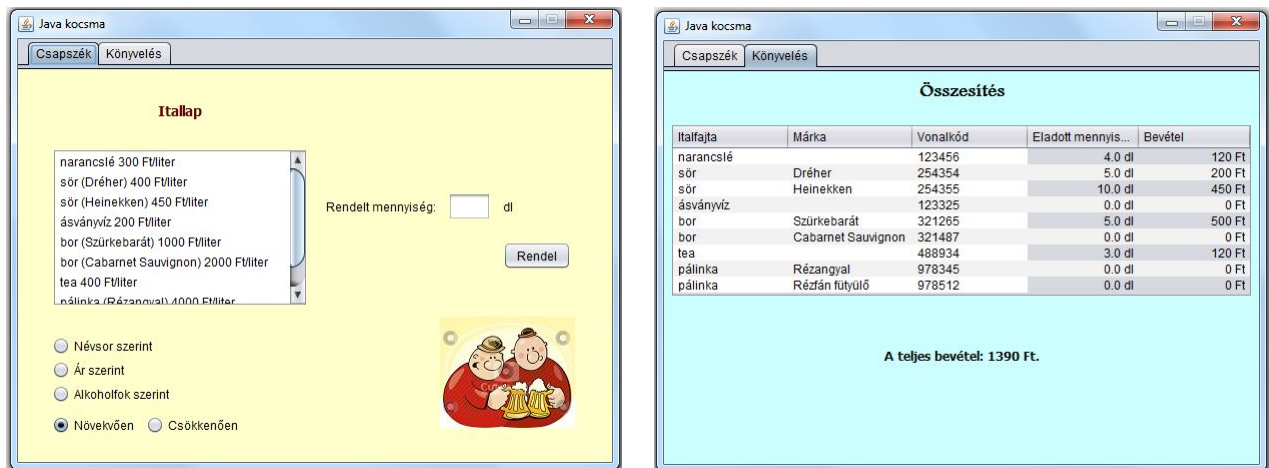 Java kocsma
Csapszék Könyvelés
Itallap
narancslé 300 Ft/liter
sör (Dréher) 400 Ft/liter
sör (Heinekken) 450 Ft/liter
ásványvíz 200 Ft/liter
bor (Szürkebarát) 1000 Ft/liter
bor (Cabarnet Sauvignon) 2000 Ft/liter
tea 400 Ft/liter
pálinka (Rézangyal) 4000 Ft/liter
Rendelt mennyiség: dl
Rendel
Névsor szerint
Ár szerint
Alkoholfok szerint
Növekvően Csökkenően
Java kocsma
Csapszék Könyvelés
Összesítés
Italfajta Márka Vonalkód Eladott mennyis... Bevétel
narancslé 123456 4.0 dl 120 Ft
sör Dréher 254354 5.0 dl 200 Ft
sör Heinekken 254355 10.0 dl 450 Ft
ásványvíz 123325 0.0 dl 0 Ft
bor Szürkebarát 321265 5.0 dl 500 Ft
bor Cabarnet Sauvignon 321487 0.0 dl 0 Ft
tea 488934 3.0 dl 120 Ft
pálinka Rézangyal 978345 0.0 dl 0 Ft
pálinka Rézfán fütyülő 978512 0.0 dl 0 Ft
A teljes bevétel: 1390 Ft.